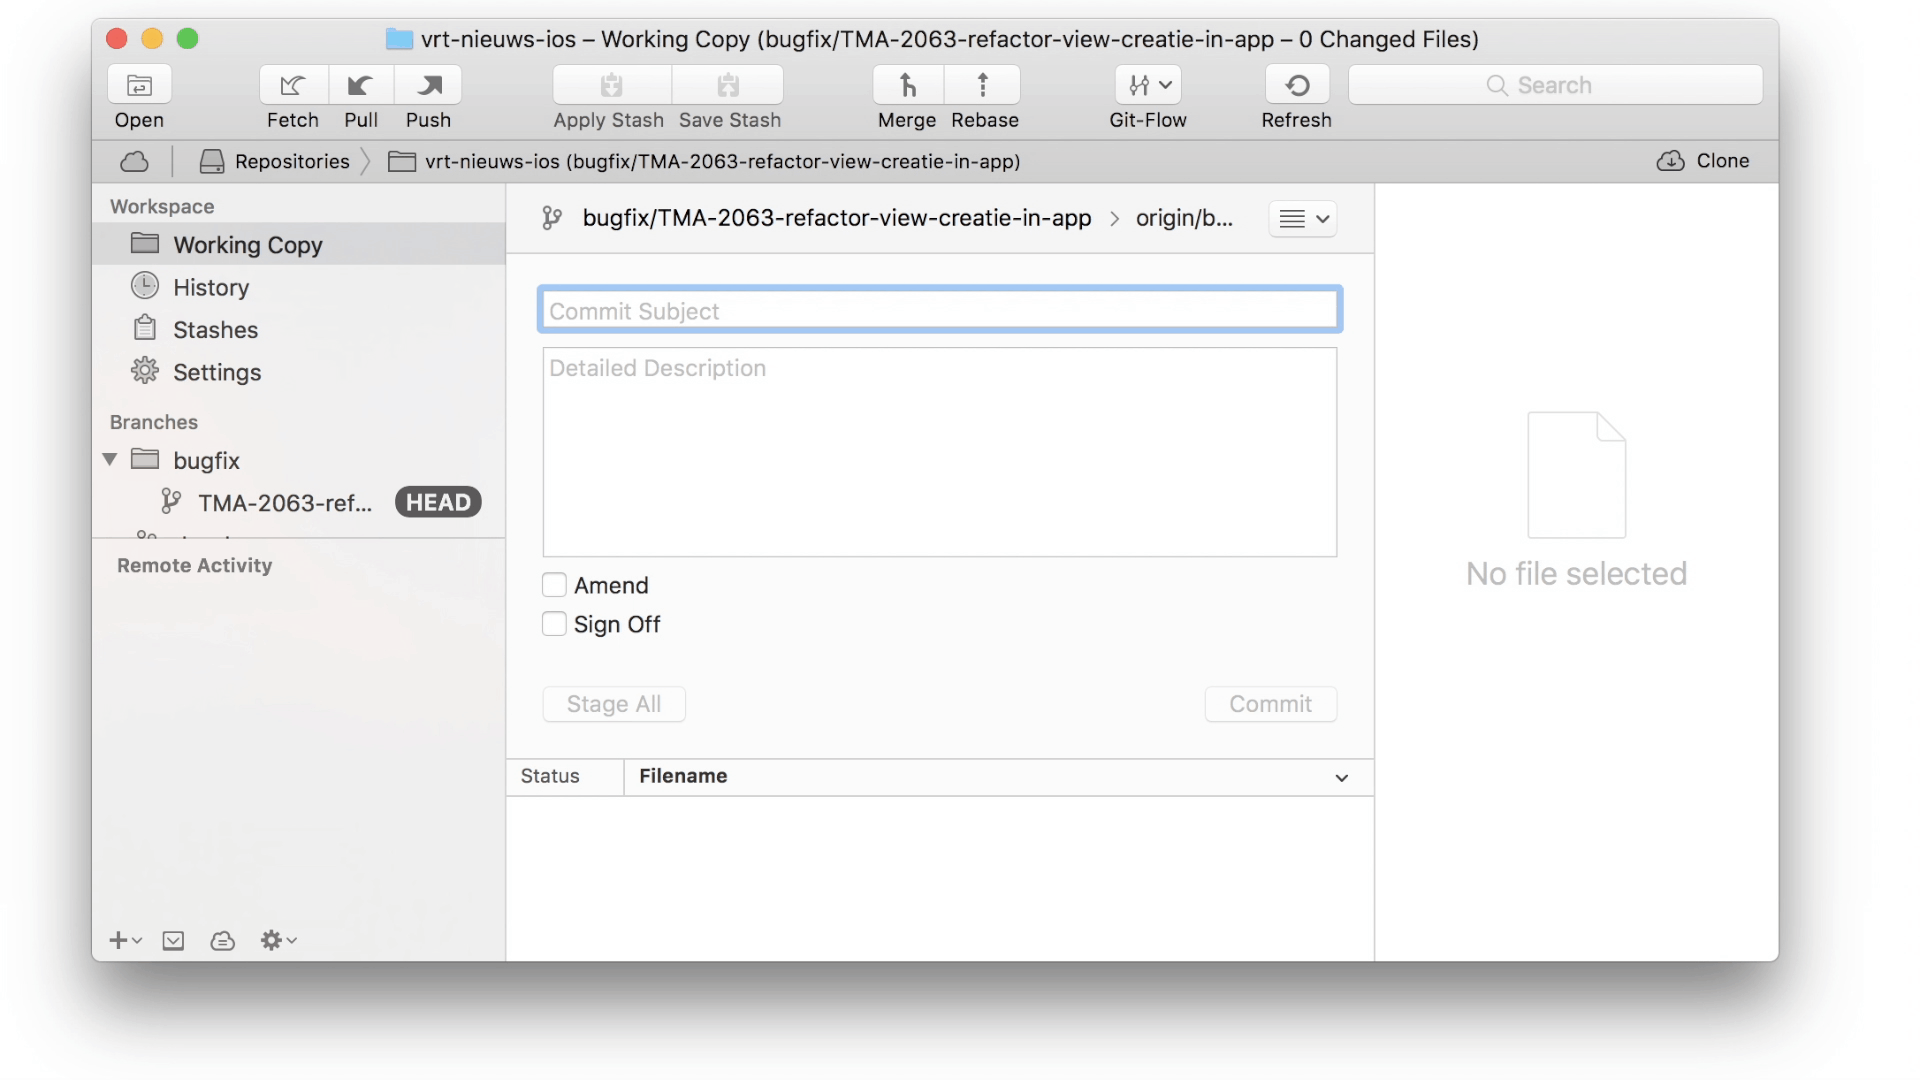 vrt-nieuws-ios – Working Copy (bugfix/TMA-2063-refactor-view-creatie-in-app – 0 Changed Files)
Search
Open
Fetch
Pull
Push
Apply Stash
Save Stash
Merge
Rebase
Git-Flow
Refresh
Repositories
vrt-nieuws-ios (bugfix/TMA-2063-refactor-view-creatie-in-app)
Clone
Workspace
Working Copy
History
Stashes
Settings
Branches
bugfix
TMA-2063-ref...
HEAD
Remote Activity
bugfix/TMA-2063-refactor-view-creatie-in-app
origin/b...
Commit Subject
Detailed Description
Amend
Sign Off
Stage All
Commit
Status
Filename
No file selected